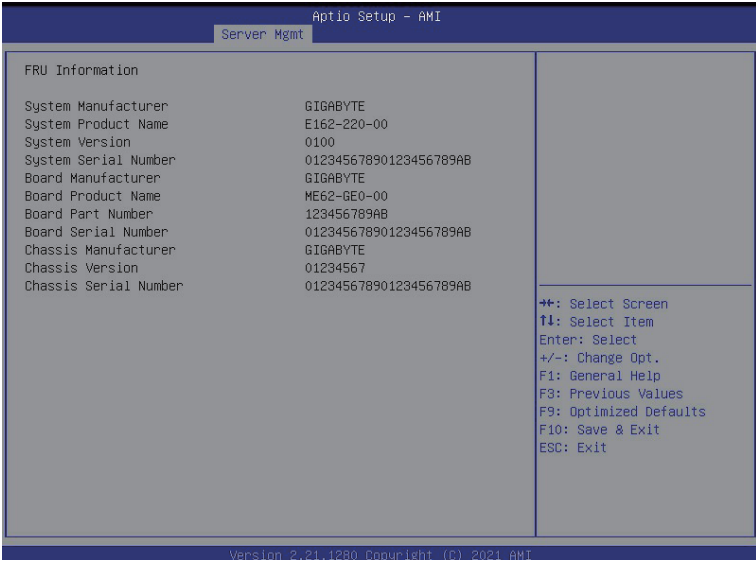 Aptio Setup – AMI
Server Mgmt
FRU Information
System Manufacturer GIGABYTE
System Product Name E162-220-00
System Version 0100
System Serial Number 01234567890123456789AB
Board Manufacturer GIGABYTE
Board Product Name ME62-GE0-00
Board Part Number 123456789AB
Board Serial Number 01234567890123456789AB
Chassis Manufacturer GIGABYTE
Chassis Version 01234567
Chassis Serial Number 01234567890123456789AB
→←: Select Screen
↑↓: Select Item
Enter: Select
+/-: Change Opt.
F1: General Help
F3: Previous Values
F9: Optimized Defaults
F10: Save & Exit
ESC: Exit
Version 2.21.1280 Copyright (C) 2021 AMI